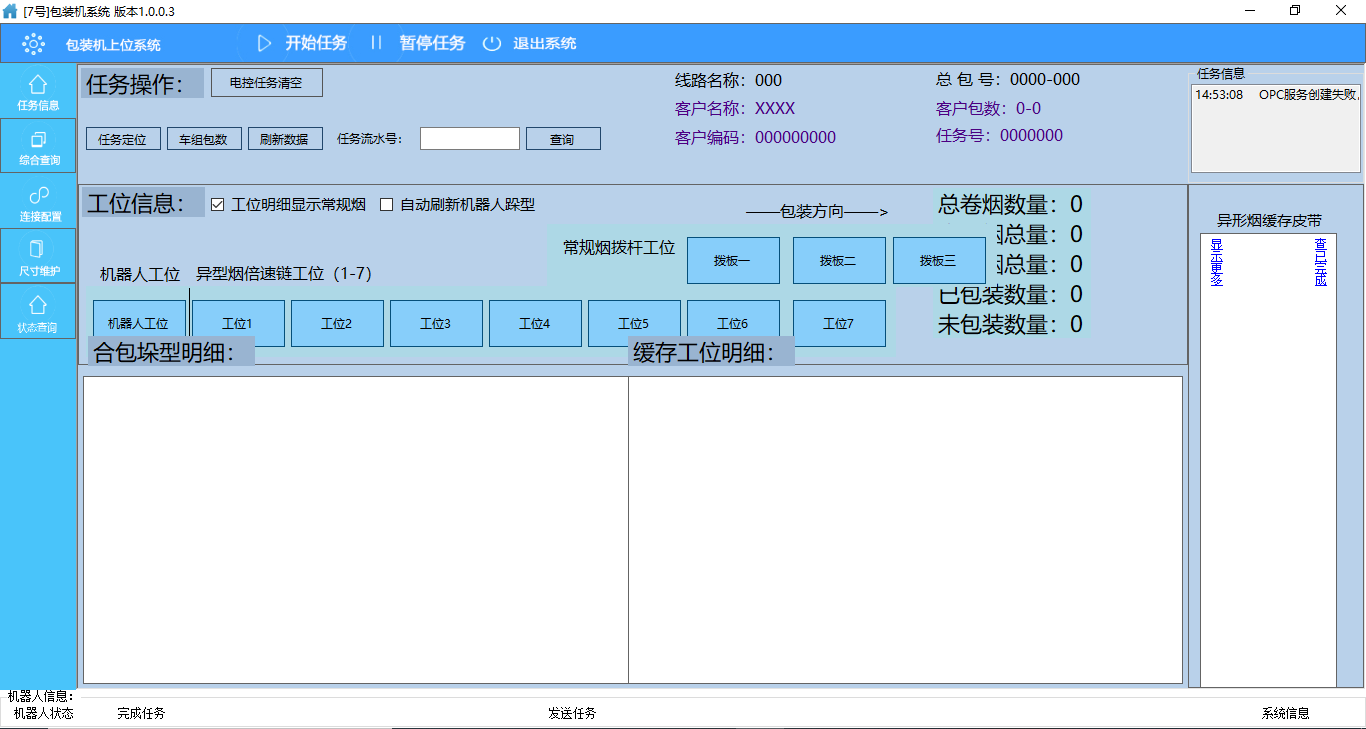 [7号]包装机系统 版本1.0.0.3
包装机上位系统
开始任务
暂停任务
退出系统
任务信息
综合查询
连接配置
尺寸维护
状态查询
任务操作：
电控任务清空
任务定位
车组包数
刷新数据
任务流水号：
查询
线路名称：000
客户名称：XXXX
客户编码：000000000
总 包 号：0000-000
客户包数：0-0
任务号：0000000
任务信息
14:53:08 OPC服务创建失败,
工位信息：
工位明细显示常规烟
自动刷新机器人跺型
——包装方向——>
常规烟拨杆工位
拨板一
拨板二
拨板三
机器人工位
异型烟倍速链工位（1-7）
机器人工位
工位1
工位2
工位3
工位4
工位5
工位6
工位7
总卷烟数量：0
总量：0
总量：0
已包装数量：0
未包装数量：0
合包垛型明细：
缓存工位明细：
异形烟缓存皮带
显示更多
查已完成
机器人信息：
机器人状态
完成任务
发送任务
系统信息